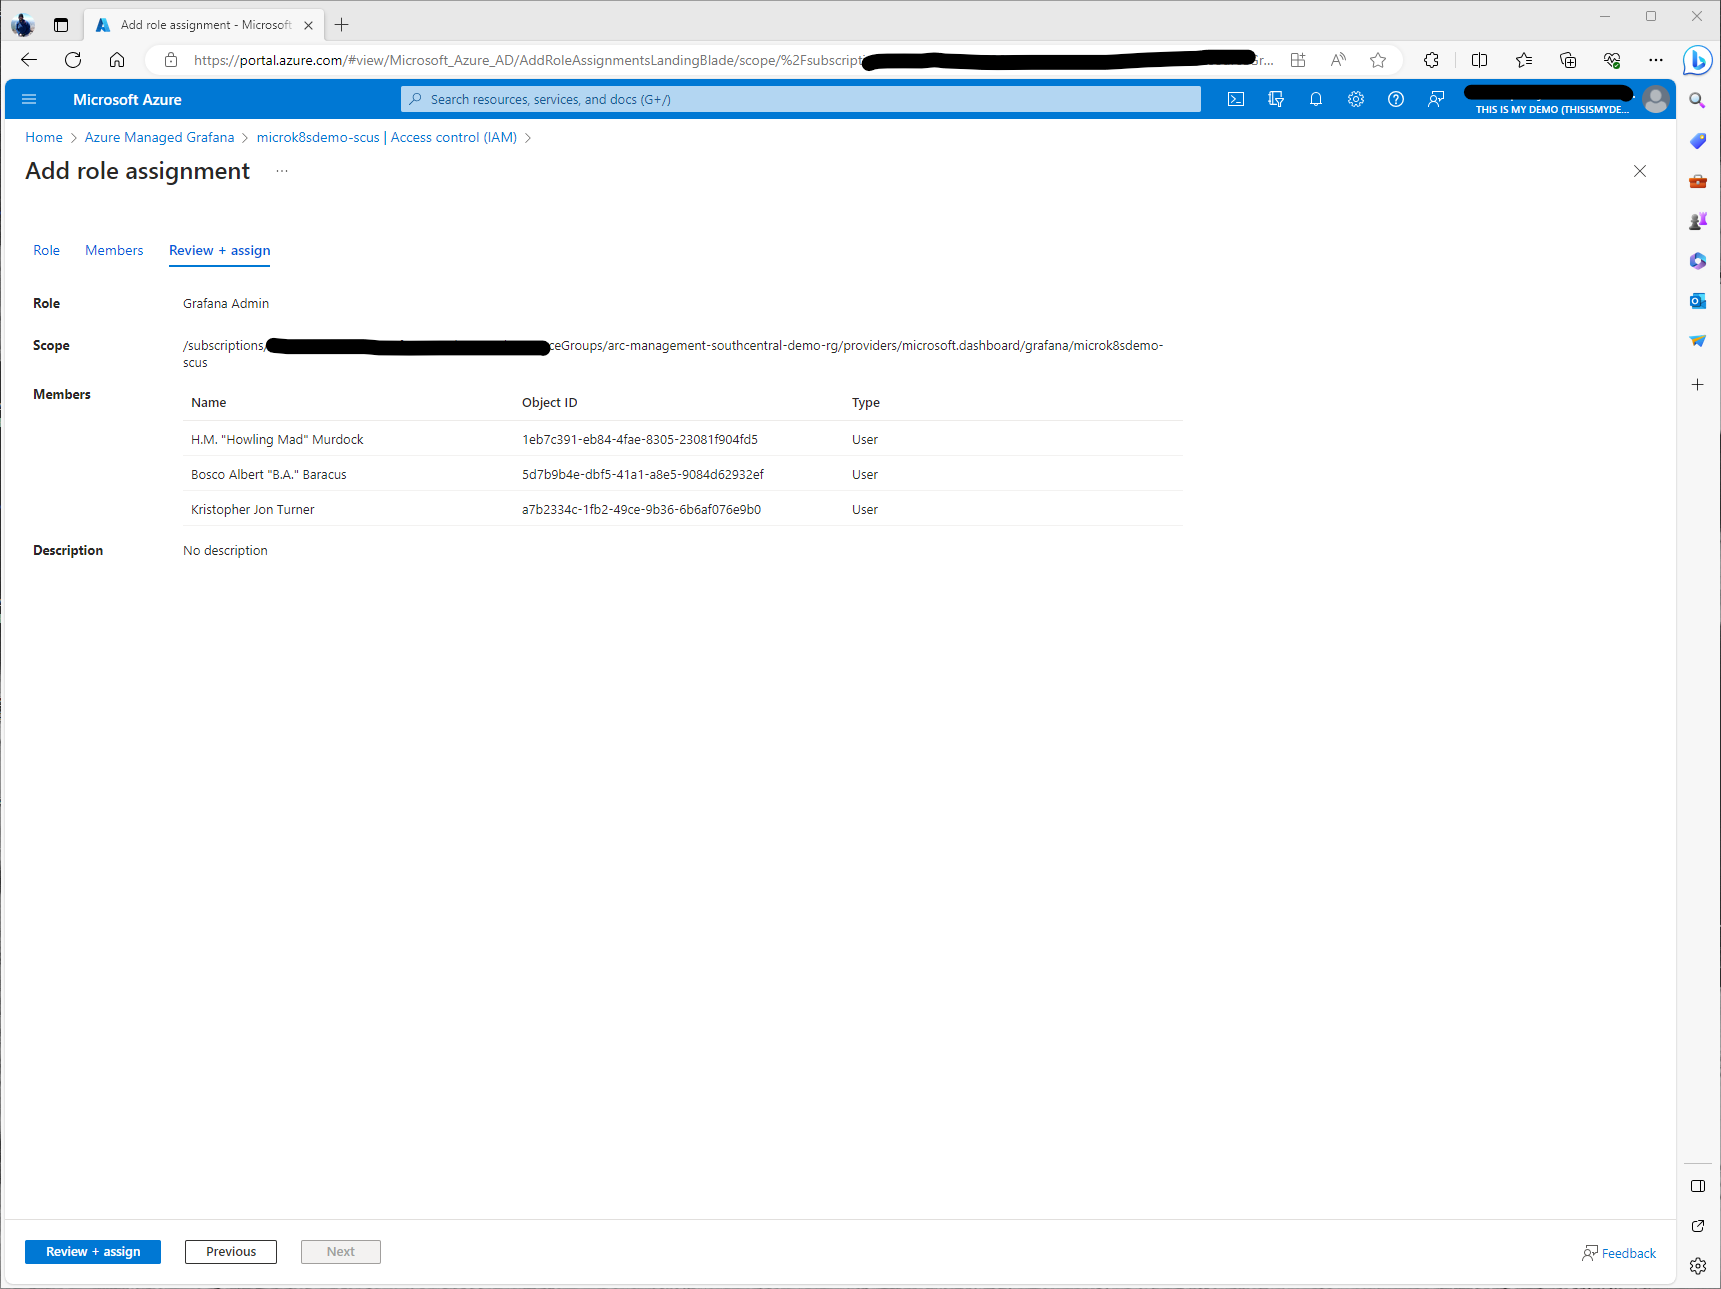 Add role assignment - Microsoft
https://portal.azure.com/#view/Microsoft_Azure_AD/AddRoleAssignmentsLandingBlade/scope/%2Fsubscript
Microsoft Azure
Search resources, services, and docs (G+/)
THIS IS MY DEMO (THISISMYDE...
Home > Azure Managed Grafana > microk8sdemo-scus | Access control (IAM) >
Add role assignment ...
Role Members Review + assign
Role Grafana Admin
Scope /subscriptions/ ceGroups/arc-management-southcentral-demo-rg/providers/microsoft.dashboard/grafana/microk8sdemo-
scus
Members
Name Object ID Type
H.M. "Howling Mad" Murdock 1eb7c391-eb84-4fae-8305-23081f904fd5 User
Bosco Albert "B.A." Baracus 5d7b9b4e-dbf5-41a1-a8e5-9084d62932ef User
Kristopher Jon Turner a7b2334c-1fb2-49ce-9b36-6b6af076e9b0 User
Description No description
Review + assign Previous Next
Feedback